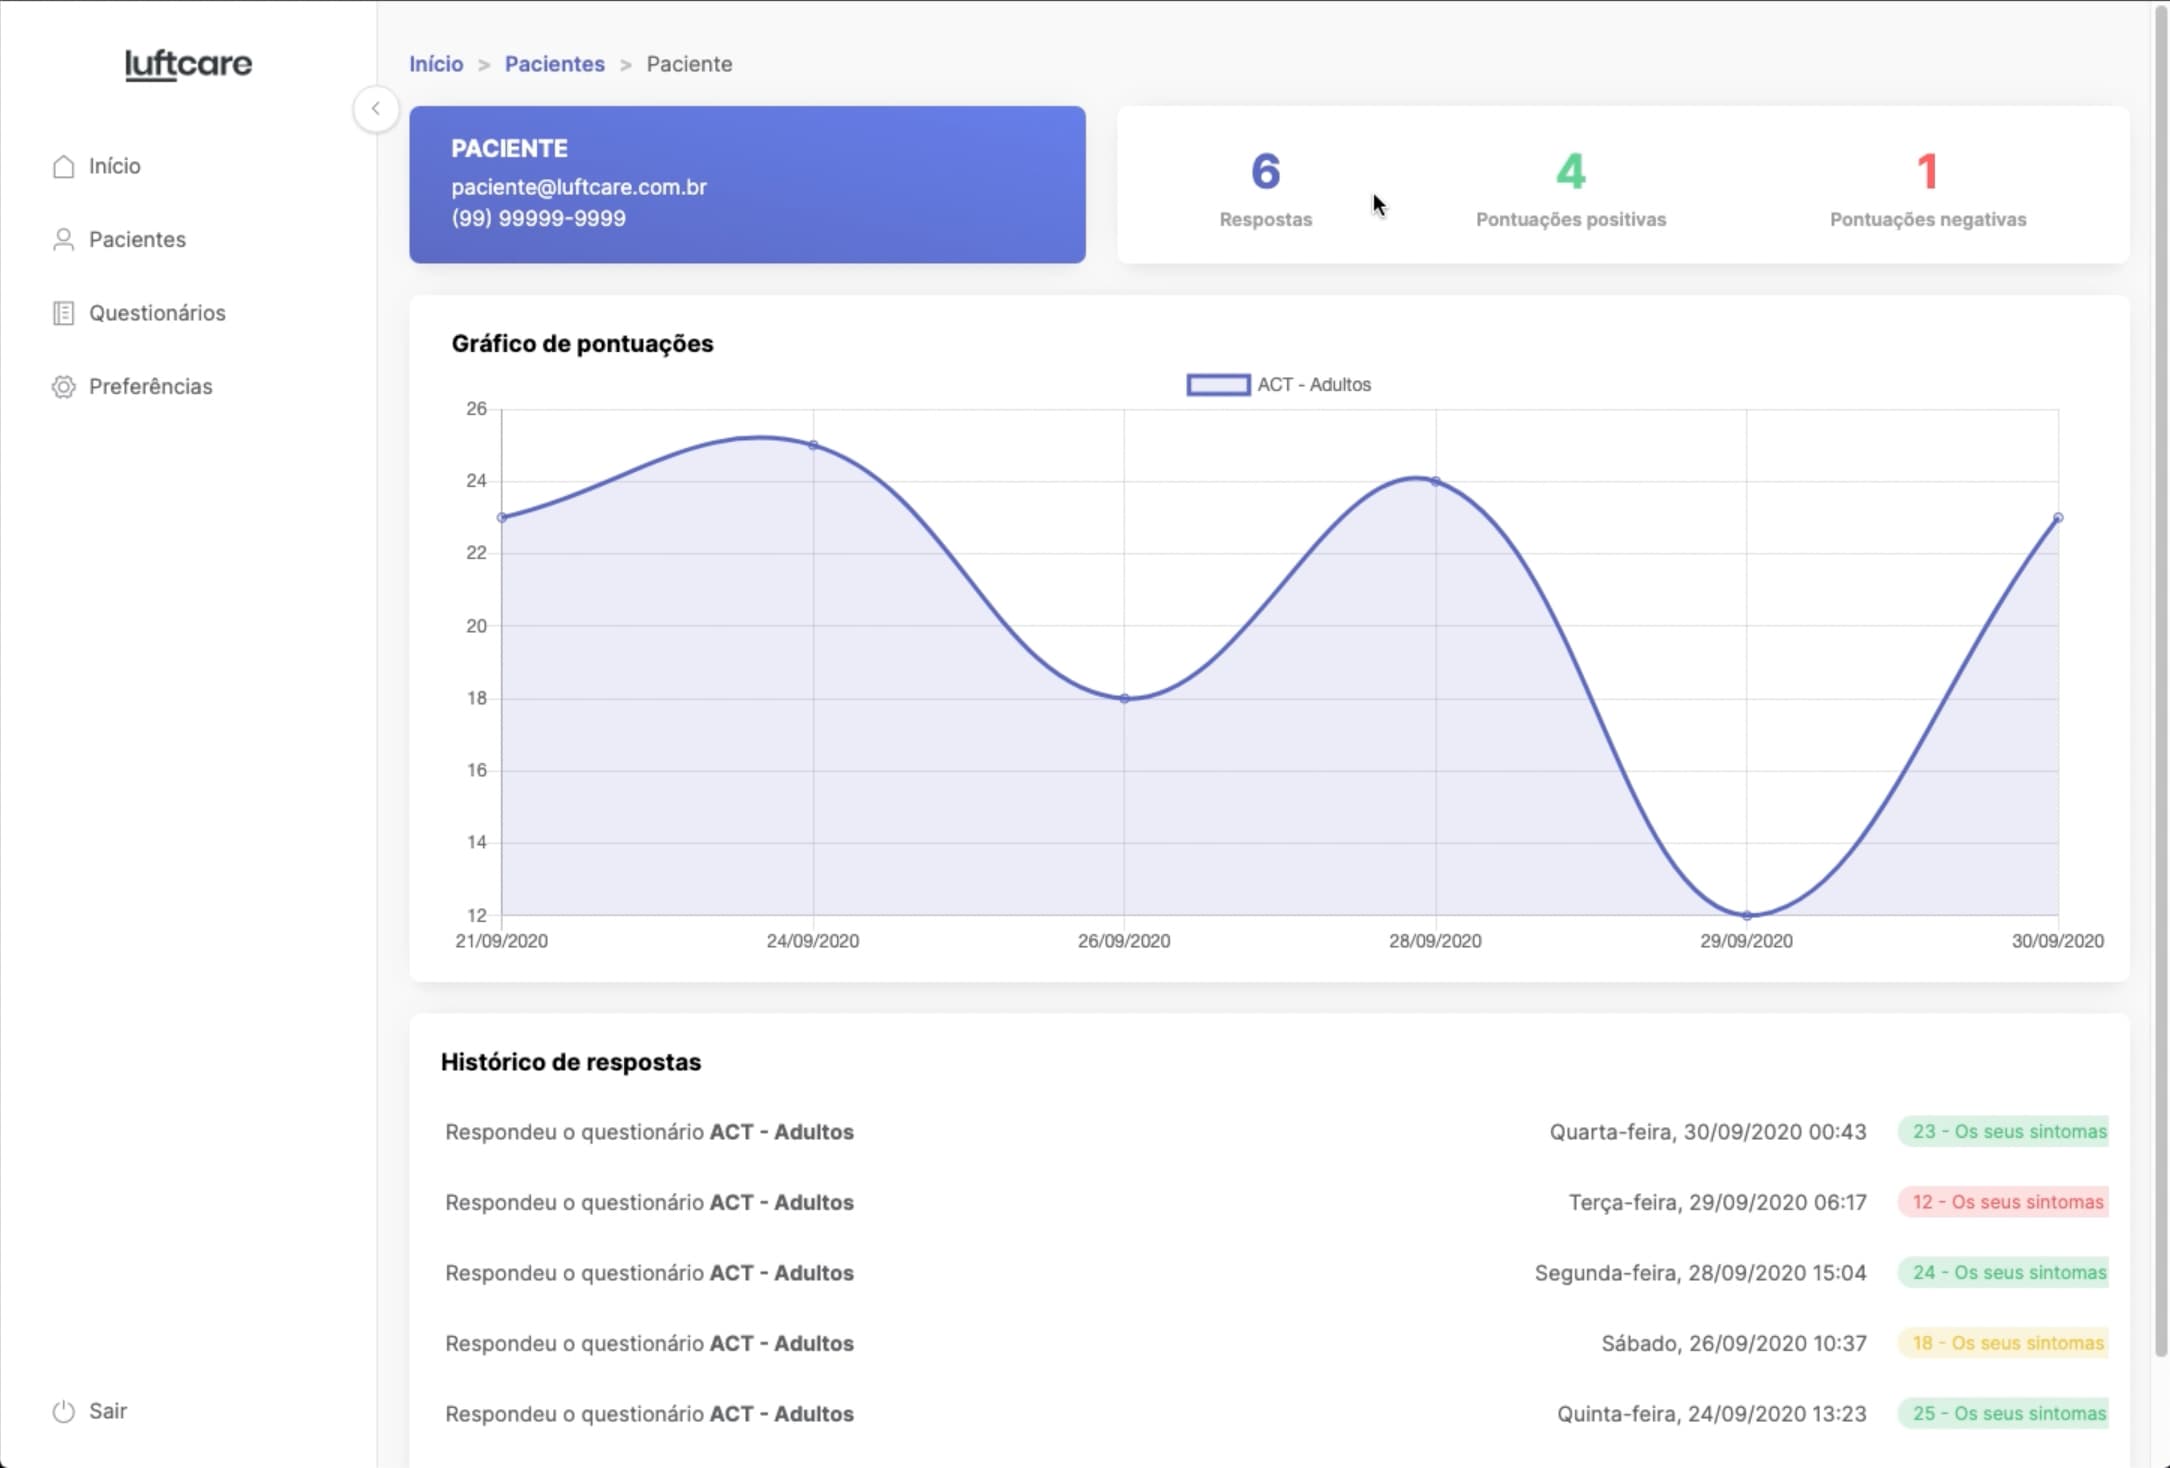 luftcare
Início
Pacientes
Questionários
Preferências
Sair
Início > Pacientes > Paciente
PACIENTE
paciente@luftcare.com.br
(99) 99999-9999
6
Respostas
4
Pontuações positivas
1
Pontuações negativas
Gráfico de pontuações
ACT - Adultos
26
24
22
20
18
16
14
12
21/09/2020 24/09/2020 26/09/2020 28/09/2020 29/09/2020 30/09/2020
Histórico de respostas
Respondeu o questionário ACT - Adultos Quarta-feira, 30/09/2020 00:43 23 - Os seus sintomas
Respondeu o questionário ACT - Adultos Terça-feira, 29/09/2020 06:17 12 - Os seus sintomas
Respondeu o questionário ACT - Adultos Segunda-feira, 28/09/2020 15:04 24 - Os seus sintomas
Respondeu o questionário ACT - Adultos Sábado, 26/09/2020 10:37 18 - Os seus sintomas
Respondeu o questionário ACT - Adultos Quinta-feira, 24/09/2020 13:23 25 - Os seus sintomas